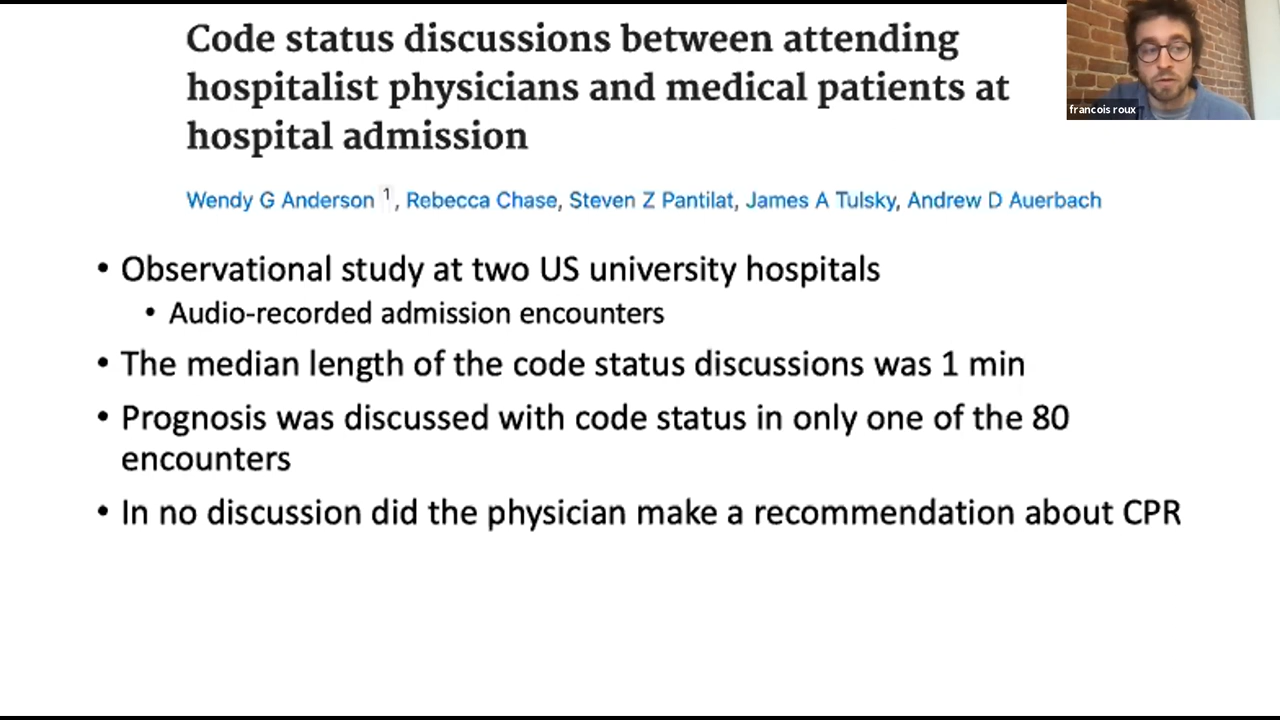 Code status discussions between attending
hospitalist physicians and medical patients at
hospital admission
Wendy G Anderson 1, Rebecca Chase, Steven Z Pantilat, James A Tulsky, Andrew D Auerbach
francois roux
• Observational study at two US university hospitals
• Audio-recorded admission encounters
• The median length of the code status discussions was 1 min
• Prognosis was discussed with code status in only one of the 80
encounters
• In no discussion did the physician make a recommendation about CPR